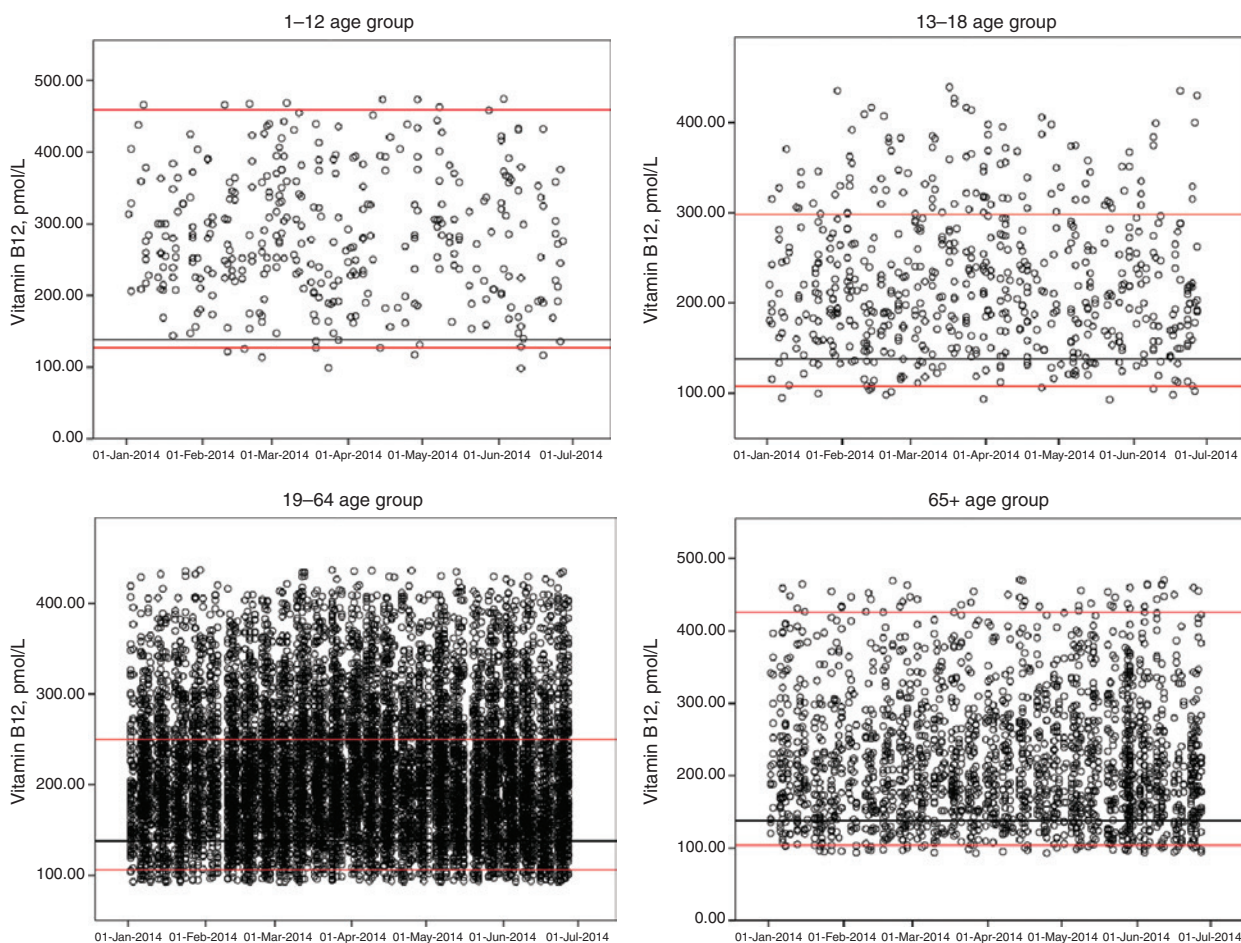 1–12 age group
Vitamin B12, pmol/L
500.00
400.00
300.00
200.00
100.00
0.00
01-Jan-2014 01-Feb-2014 01-Mar-2014 01-Apr-2014 01-May-2014 01-Jun-2014 01-Jul-2014
13–18 age group
Vitamin B12, pmol/L
400.00
300.00
200.00
100.00
01-Jan-2014 01-Feb-2014 01-Mar-2014 01-Apr-2014 01-May-2014 01-Jun-2014 01-Jul-2014
19–64 age group
Vitamin B12, pmol/L
400.00
300.00
200.00
100.00
01-Jan-2014 01-Feb-2014 01-Mar-2014 01-Apr-2014 01-May-2014 01-Jun-2014 01-Jul-2014
65+ age group
Vitamin B12, pmol/L
500.00
400.00
300.00
200.00
100.00
0.00
01-Jan-2014 01-Feb-2014 01-Mar-2014 01-Apr-2014 01-May-2014 01-Jun-2014 01-Jul-2014